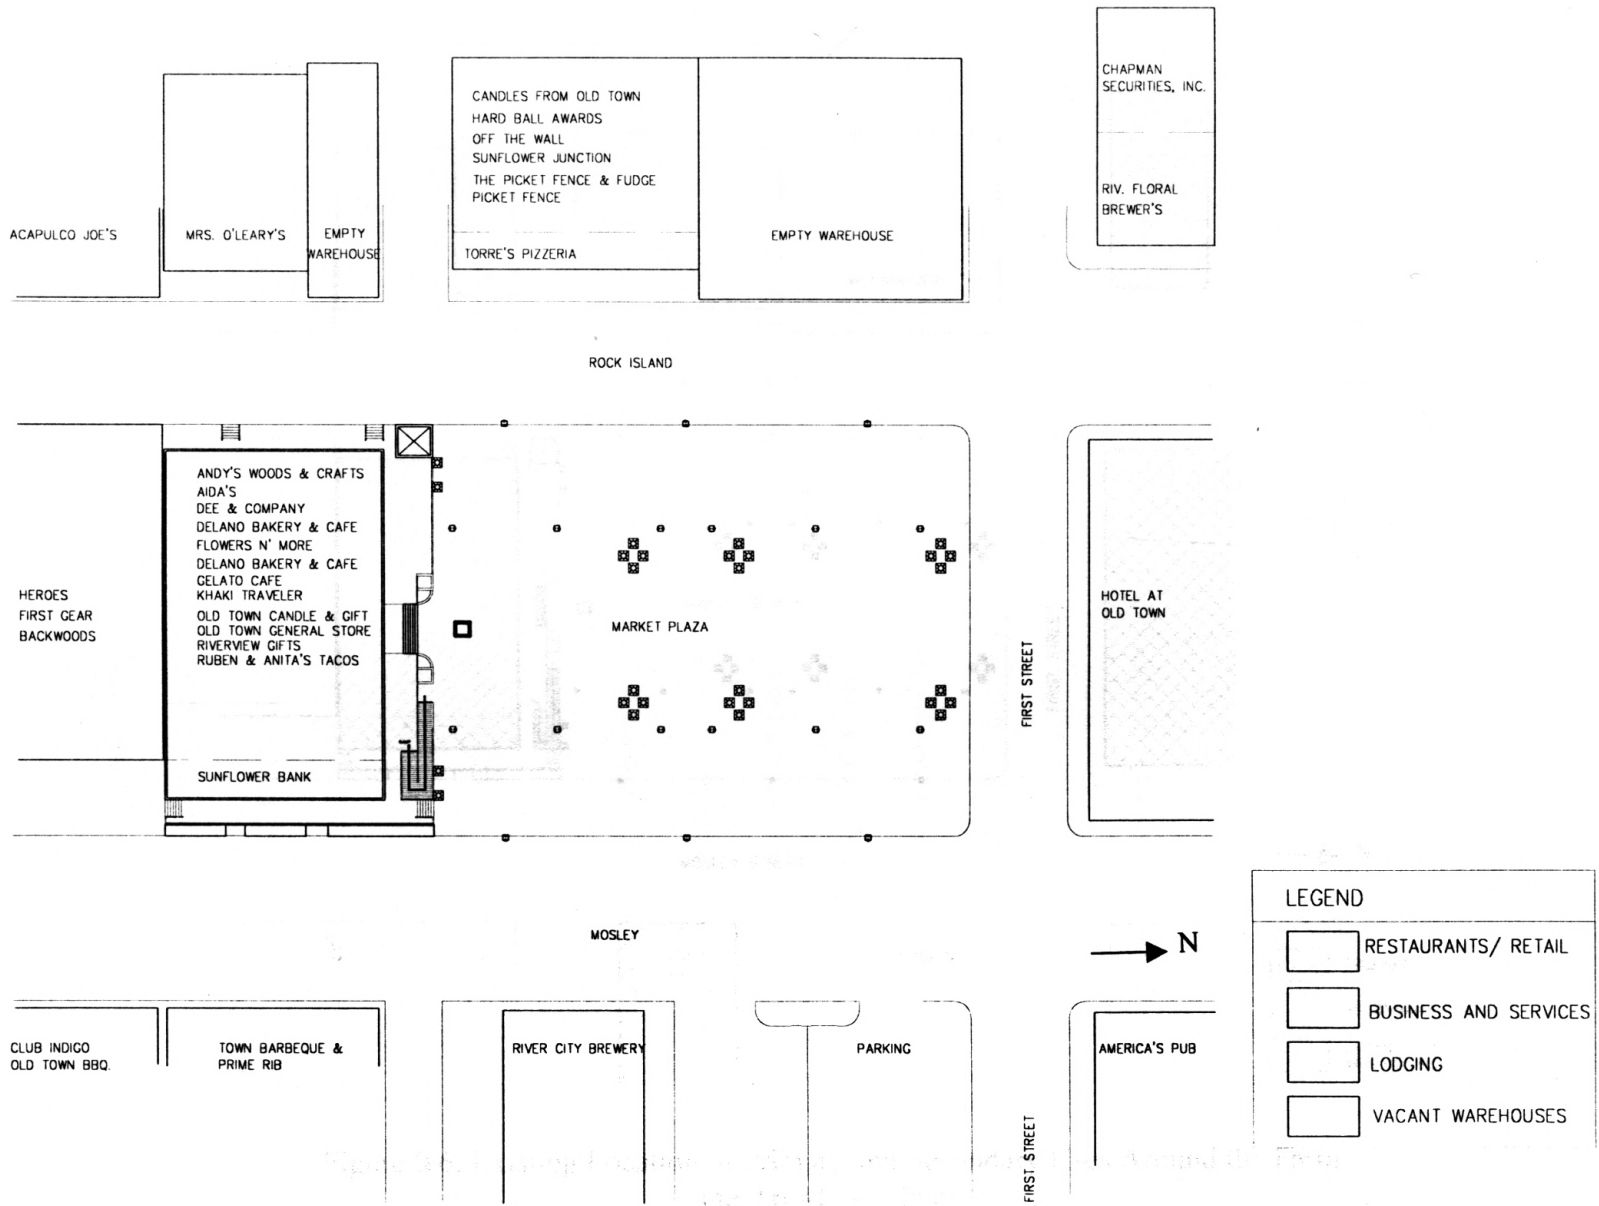 CHAPMAN
SECURITIES, INC.
RIV. FLORAL
BREWER'S
CANDLES FROM OLD TOWN
HARD BALL AWARDS
OFF THE WALL
SUNFLOWER JUNCTION
THE PICKET FENCE & FUDGE
PICKET FENCE
TORRE'S PIZZERIA
EMPTY WAREHOUSE
ACAPULCO JOE'S
MRS. O'LEARY'S
EMPTY
WAREHOUSE
ROCK ISLAND
ANDY'S WOODS & CRAFTS
AIDA'S
DEE & COMPANY
DELANO BAKERY & CAFE
FLOWERS N' MORE
DELANO BAKERY & CAFE
GELATO CAFE
KHAKI TRAVELER
OLD TOWN CANDLE & GIFT
OLD TOWN GENERAL STORE
RIVERVIEW GIFTS
RUBEN & ANITA'S TACOS
SUNFLOWER BANK
HEROES
FIRST GEAR
BACKWOODS
MARKET PLAZA
FIRST STREET
HOTEL AT
OLD TOWN
MOSLEY
N
LEGEND
RESTAURANTS/ RETAIL
BUSINESS AND SERVICES
LODGING
VACANT WAREHOUSES
CLUB INDIGO
OLD TOWN BBQ.
TOWN BARBEQUE &
PRIME RIB
RIVER CITY BREWERY
PARKING
AMERICA'S PUB
FIRST STREET